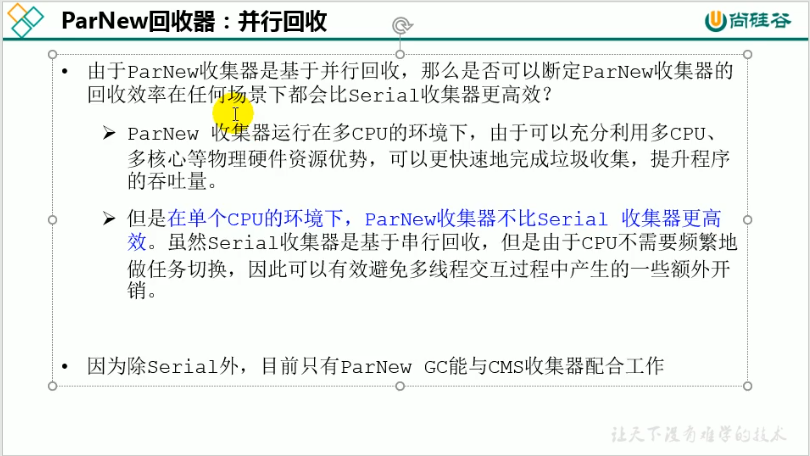 ParNew回收器：并行回收
尚硅谷
• 由于ParNew收集器是基于并行回收，那么是否可以断定ParNew收集器的
回收效率在任何场景下都会比Serial收集器更高效？
➢ ParNew 收集器运行在多CPU的环境下，由于可以充分利用多CPU、
多核心等物理硬件资源优势，可以更快速地完成垃圾收集，提升程序
的吞吐量。
➢ 但是在单个CPU的环境下，ParNew收集器不比Serial 收集器更高
效。虽然Serial收集器是基于串行回收，但是由于CPU不需要频繁地
做任务切换，因此可以有效避免多线程交互过程中产生的一些额外开
销。
• 因为除Serial外，目前只有ParNew GC能与CMS收集器配合工作
让天下没有难学的技术